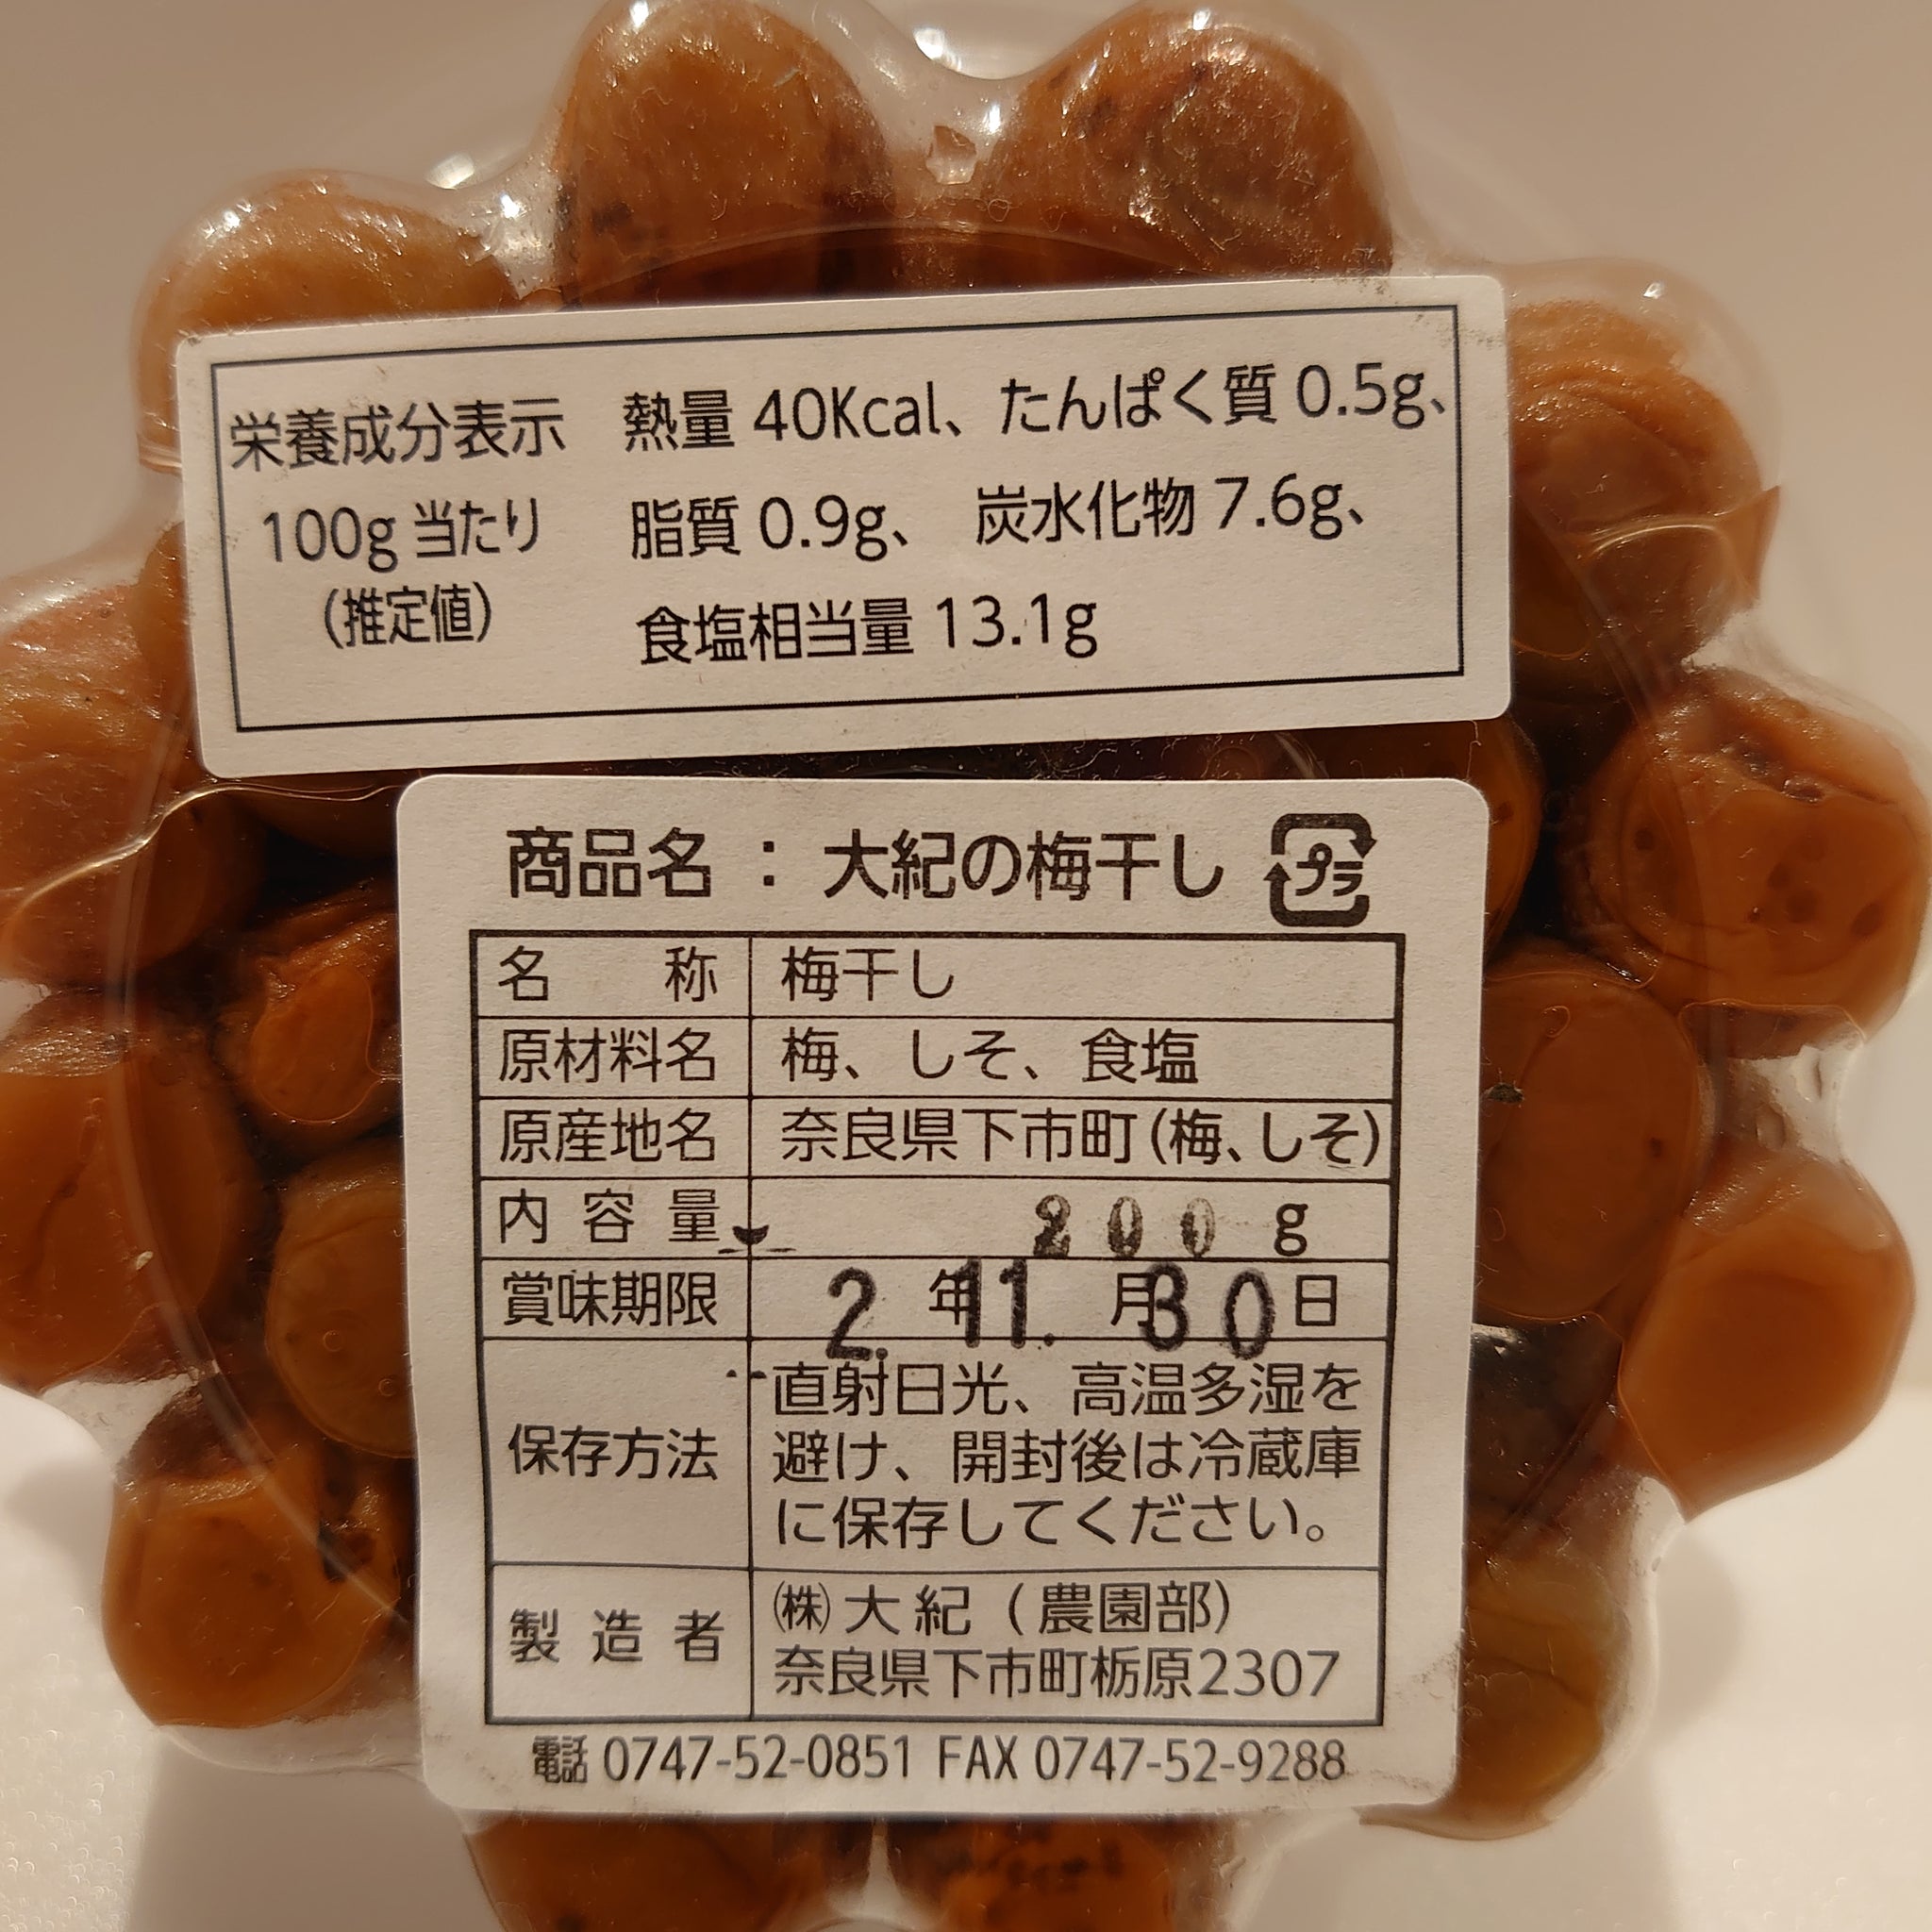 栄養成分表示 熱量 40Kcal、たんぱく質 0.5g、
100g 当たり 脂質 0.9g、 炭水化物 7.6g、
(推定値) 食塩相当量 13.1g
商品名 : 大紀の梅干し プラ
名 称 梅干し
原材料名 梅、しそ、食塩
原産地名 奈良県下市町(梅、しそ)
内容量 200 g
賞味期限 2. 年11. 月30日
保存方法 直射日光、高温多湿を
避け、開封後は冷蔵庫
に保存してください。
製造者 ㈱大紀(農園部)
奈良県下市町栃原2307
電話 0747-52-0851 FAX 0747-52-9288